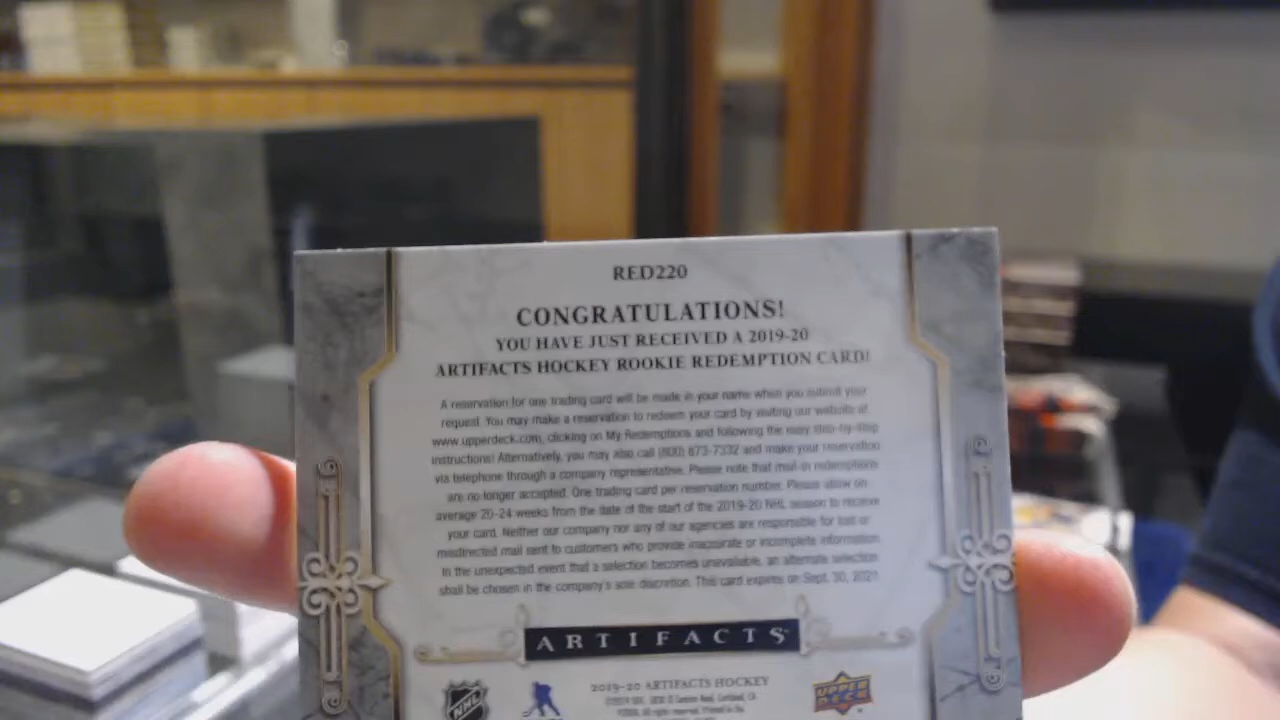 RED220
CONGRATULATIONS!
YOU HAVE JUST RECEIVED A 2019-20
ARTIFACTS HOCKEY ROOKIE REDEMPTION CARD!
A reservation for one trading card will be made in your name when you submit your
request. You may make a reservation to redeem your card by visiting our website at
www.upperdeck.com, clicking on My Redemptions and following the easy step-by-step
instructions! Alternatively, you may also call (800) 873-7332 and make your reservation
via telephone through a company representative. Please note that mail-in redemptions
are no longer accepted. One trading card per reservation number. Please allow on
average 20-24 weeks from the date of the start of the 2019-20 NHL season to receive
your card. Neither our company nor any of our agencies are responsible for lost or
misdirected mail sent to customers who provide inaccurate or incomplete information.
In the unexpected event that a selection becomes unavailable, an alternate selection
shall be chosen in the company's sole discretion. This card expires on Sept. 30, 2021
ARTIFACTS
2019-20 ARTIFACTS HOCKEY
NHL
UPPER DECK